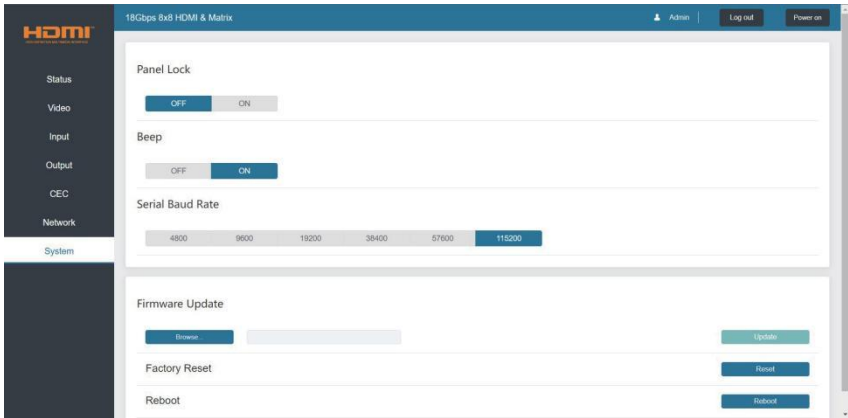 HDMI
18Gbps 8x8 HDMI & Matrix
Admin
Log out
Power on
Status
Video
Input
Output
CEC
Network
System
Panel Lock
OFF ON
Beep
OFF ON
Serial Baud Rate
4800 9600 19200 38400 57600 115200
Firmware Update
Browse... Update
Factory Reset Reset
Reboot Reboot